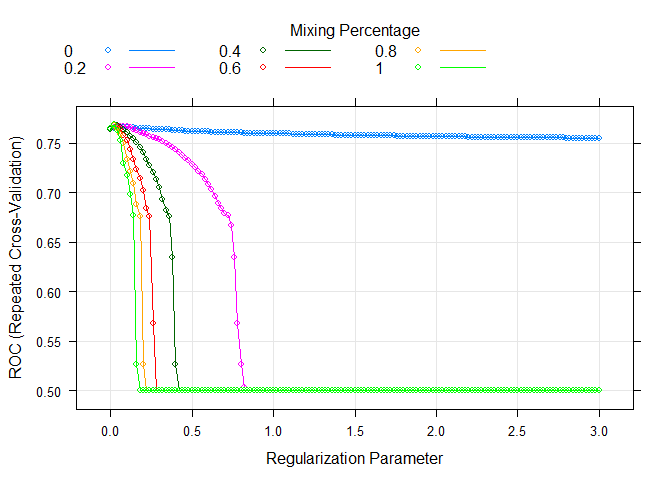 Mixing Percentage
0 0.4 0.8
0.2 0.6 1
ROC (Repeated Cross-Validation)
0.75
0.70
0.65
0.60
0.55
0.50
0.0 0.5 1.0 1.5 2.0 2.5 3.0
Regularization Parameter